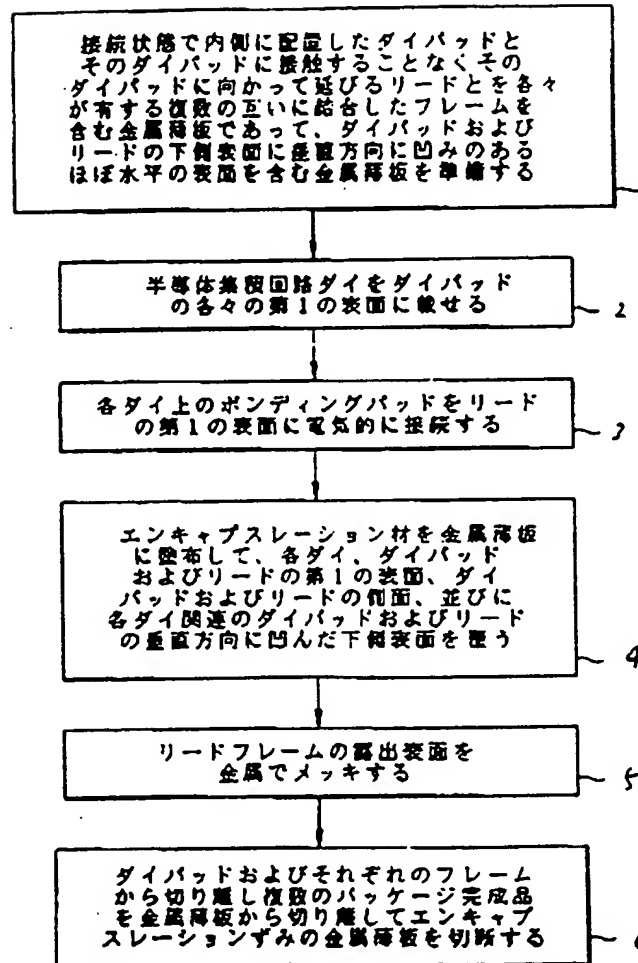 接続状態で内側に配置したダイパッドと
そのダイパッドに接触することなくその
ダイパッドに向かって延びるリードとを各々
が有する複数の互いに結合したフレームを
含む金属薄板であって、ダイパッドおよび
リードの下側表面に垂直方向に凹みのある
ほぼ水平の表面を含む金属薄板を準備する
半導体集積回路ダイをダイパッド
の各々の第1の表面に載せる
2
各ダイ上のボンディングパッドをリード
の第1の表面に電気的に接続する
3
エンキャプスレーション材を金属薄板
に塗布して、各ダイ、ダイパッド
およびリードの第1の表面、ダイ
パッドおよびリードの側面、並びに
各ダイ関連のダイパッドおよびリード
の垂直方向に凹んだ下側表面を覆う
4
リードフレームの露出表面を
金属でメッキする
5
ダイパッドおよびそれぞれのフレーム
から切り離し複数のパッケージ完成品
を金属薄板から切り離してエンキャプ
スレーションずみの金属薄板を切断する